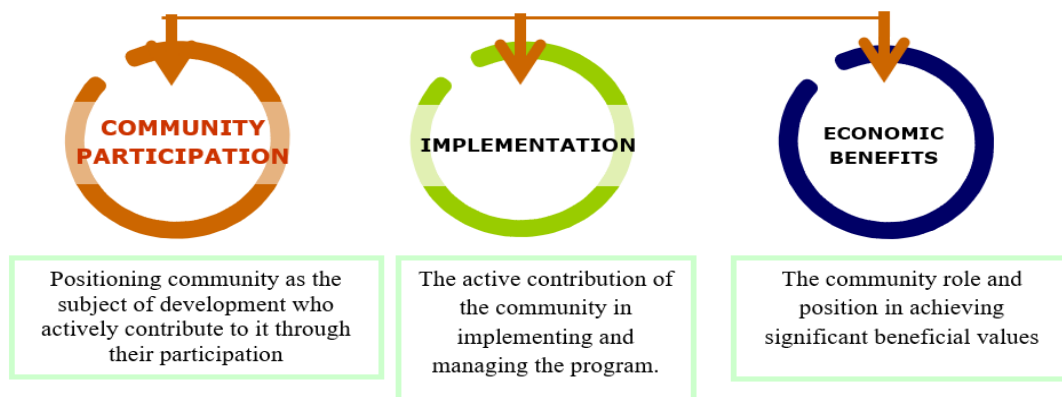 COMMUNITY
PARTICIPATION
IMPLEMENTATION
ECONOMIC
BENEFITS
Positioning community as the
subject of development who
actively contribute to it through
their participation
The active contribution of
the community in
implementing and
managing the program.
The community role and
position in achieving
significant beneficial values